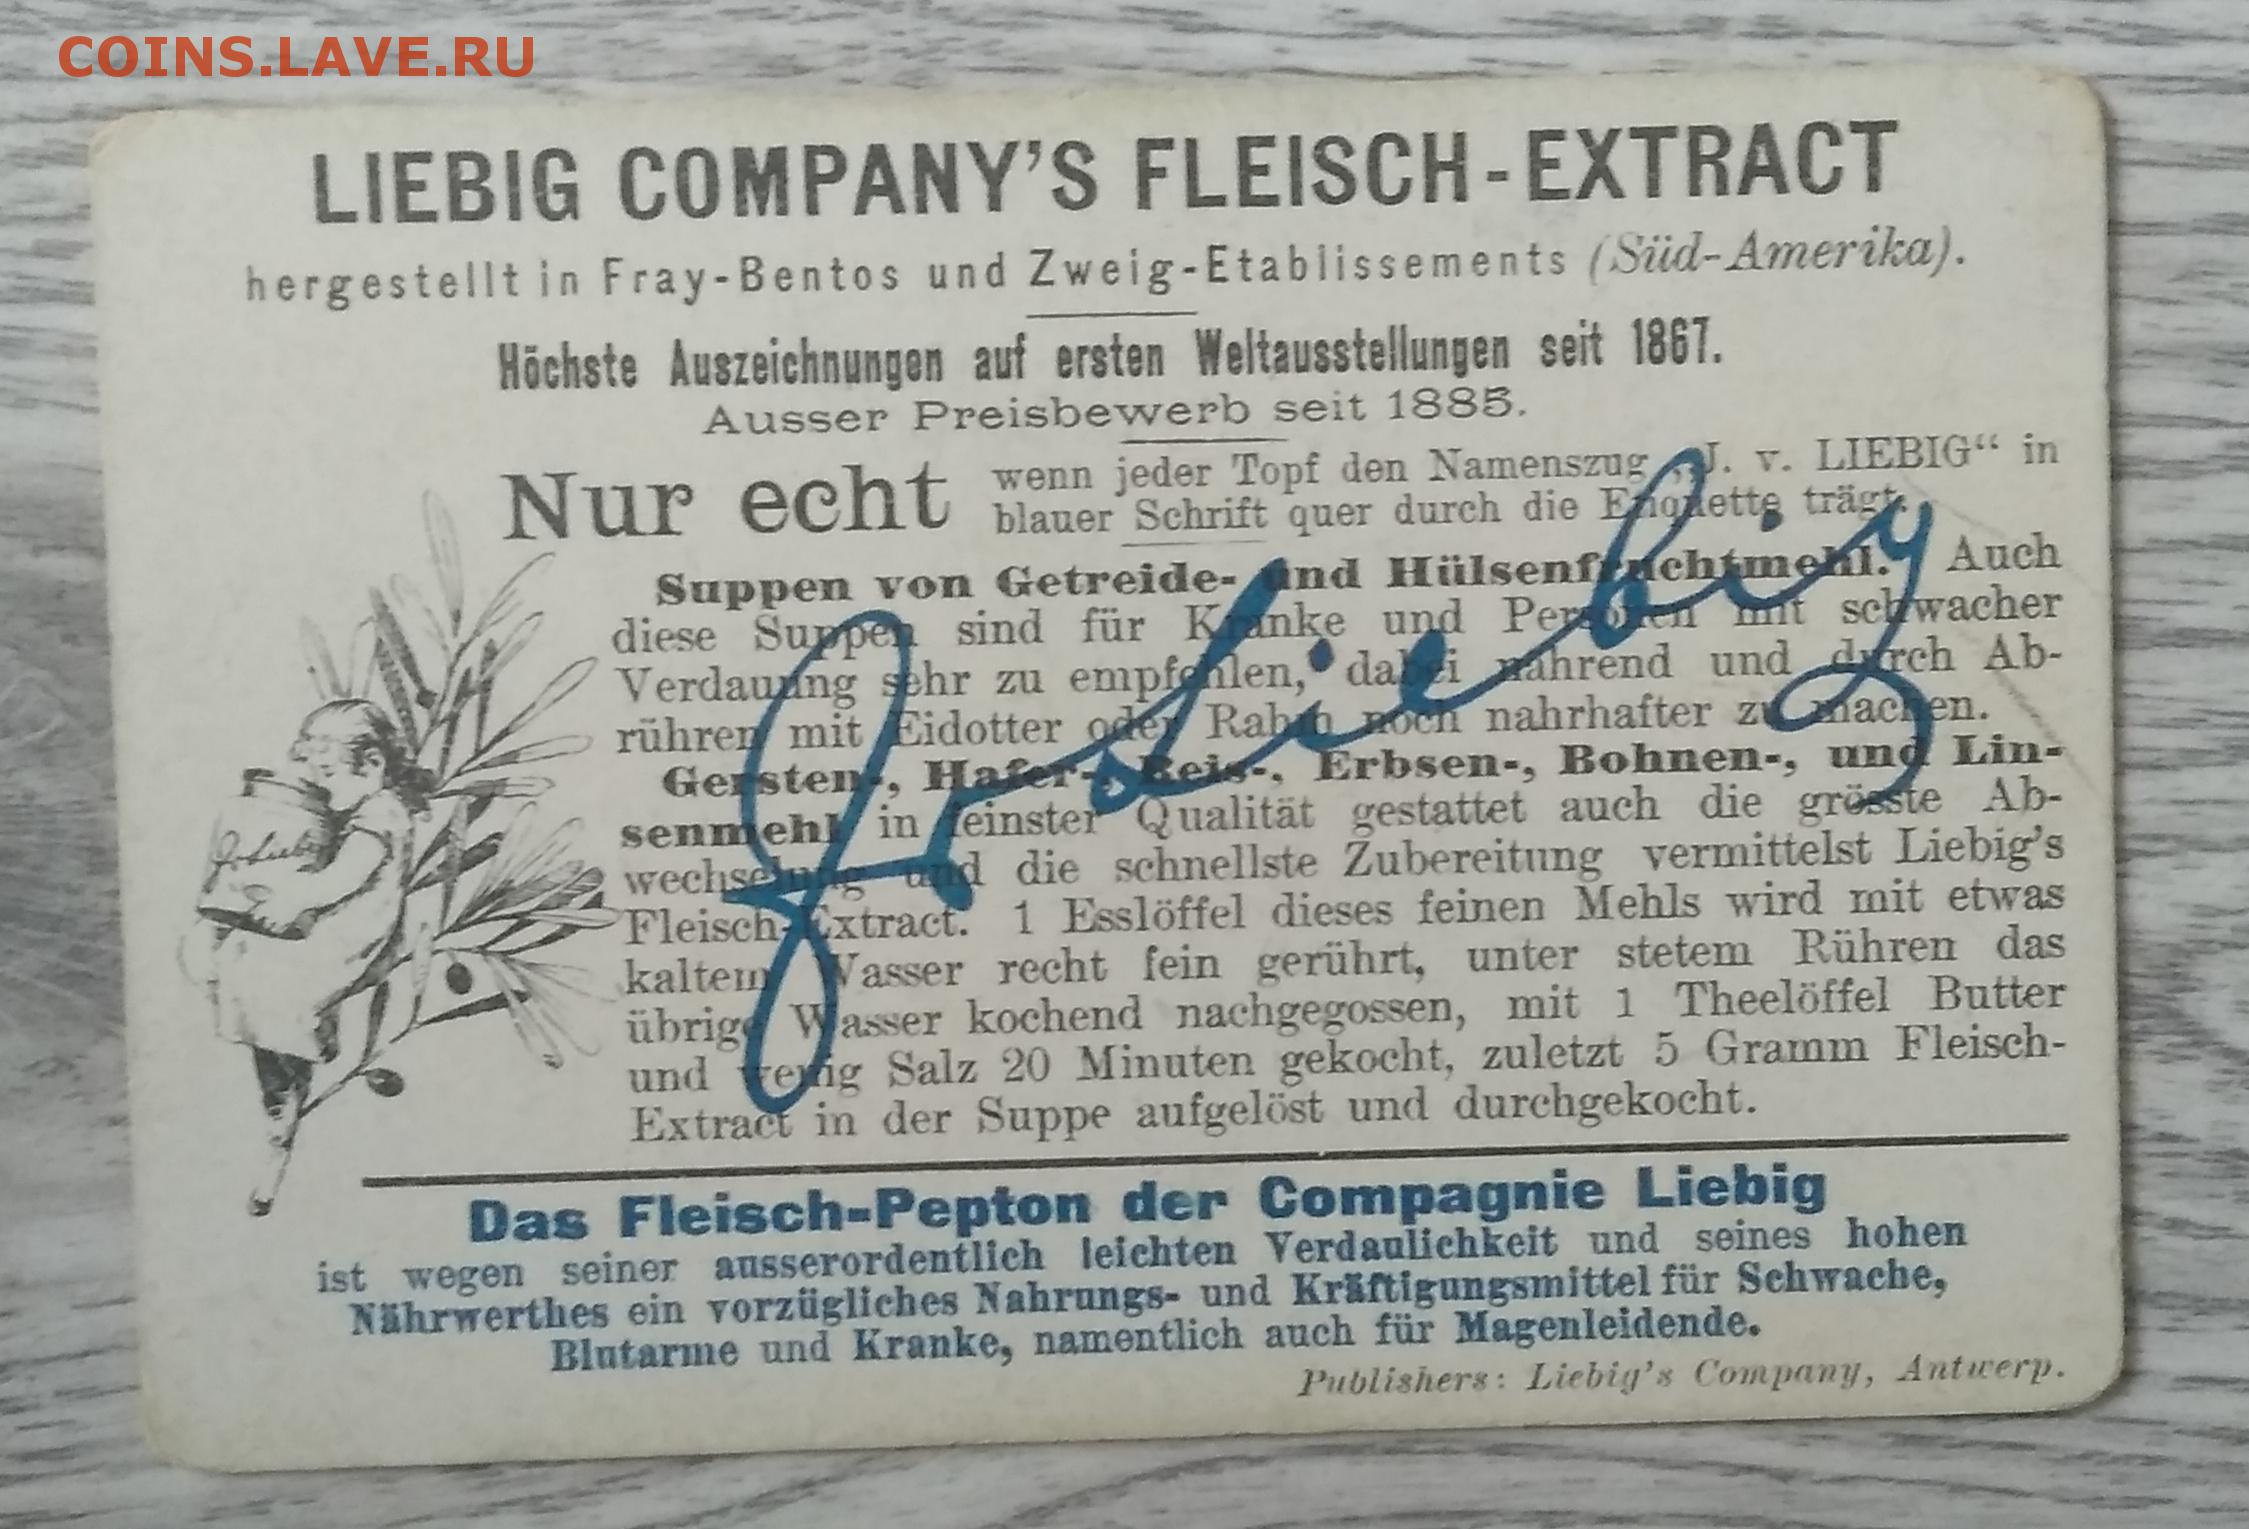 COINS.LAVE.RU
LIEBIG COMPANY'S FLEISCH-EXTRACT
hergestellt in Fray-Bentos und Zweig-Etablissements (Süd-Amerika).
Höchste Auszeichnungen auf ersten Weltausstellungen seit 1867.
Ausser Preisbewerb seit 1885.
Nur echt
wenn jeder Topf den Namenszug „J. v. LIEBIG“ in
blauer Schrift quer durch die Etiquette trägt.
Suppen von Getreide- und Hülsenfruchtmehl. Auch
diese Suppen sind für Kranke und Personen mit schwacher
Verdauung sehr zu empfehlen, dabei nährend und durch Ab-
rühren mit Eidotter oder Rahm noch nahrhafter zu machen.
Gersten-, Hafer-, Reis-, Erbsen-, Bohnen-, und Lin-
senmehl in feinster Qualität gestattet auch die grösste Ab-
wechselung und die schnellste Zubereitung vermittelst Liebig's
Fleisch-Extract. 1 Esslöffel dieses feinen Mehls wird mit etwas
kaltem Wasser recht fein gerührt, unter stetem Rühren das
übrige Wasser kochend nachgegossen, mit 1 Theelöffel Butter
und wenig Salz 20 Minuten gekocht, zuletzt 5 Gramm Fleisch-
Extract in der Suppe aufgelöst und durchgekocht.
JvLiebig
JvLiebig
Das Fleisch-Pepton der Compagnie Liebig
ist wegen seiner ausserordentlich leichten Verdaulichkeit und seines hohen
Nährwerthes ein vorzügliches Nahrungs- und Kräftigungsmittel für Schwache,
Blutarme und Kranke, namentlich auch für Magenleidende.
Publishers: Liebig's Company, Antwerp.